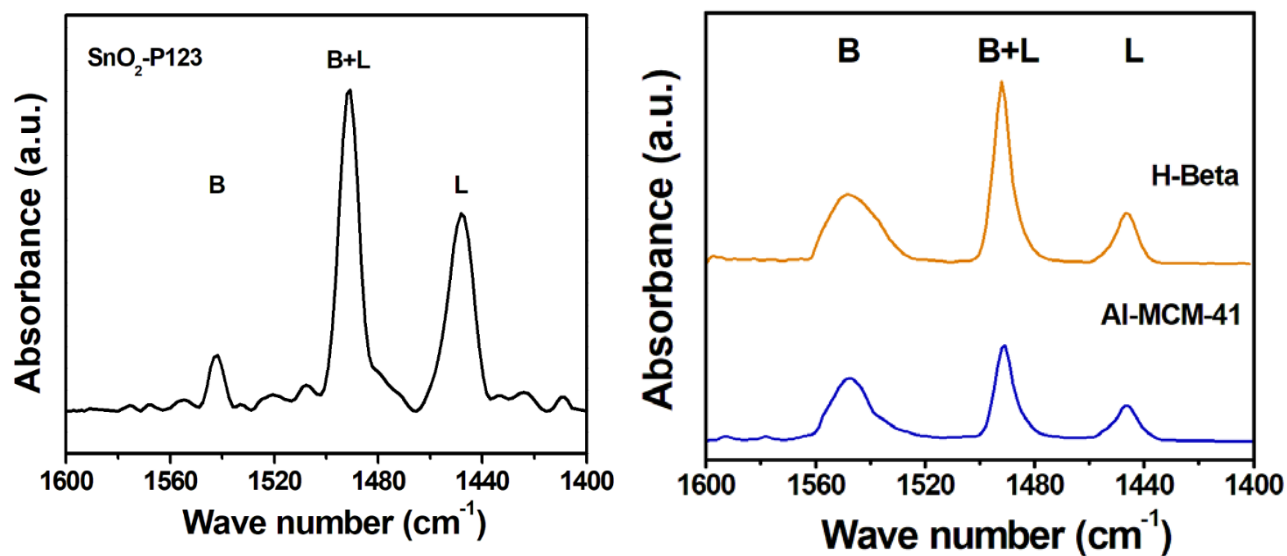 SnO₂-P123
B
B+L
L
1600 1560 1520 1480 1440 1400
Wave number (cm⁻¹)
Absorbance (a.u.)
B B+L L
H-Beta
Al-MCM-41
1600 1560 1520 1480 1440 1400
Wave number (cm⁻¹)
Absorbance (a.u.)